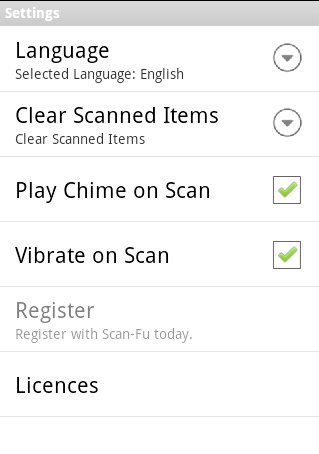 Settings
Language
Selected Language: English
Clear Scanned Items
Clear Scanned Items
Play Chime on Scan
Vibrate on Scan
Register
Register with Scan-Fu today.
Licences